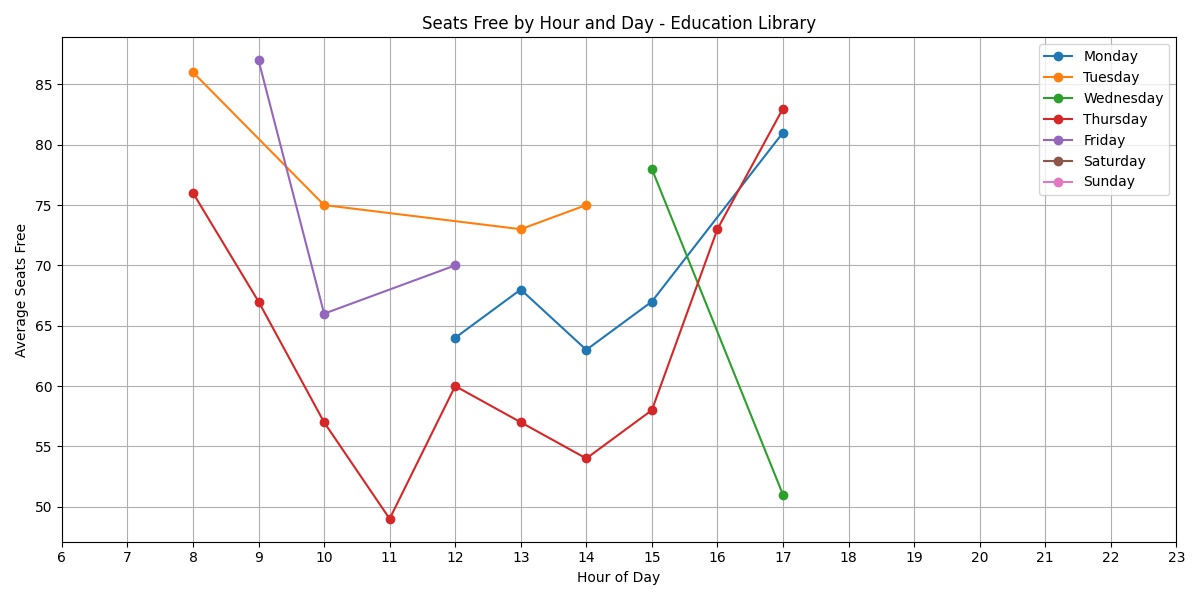 Seats Free by Hour and Day - Education Library
Average Seats Free
85
80
75
70
65
60
55
50
Monday
Tuesday
Wednesday
Thursday
Friday
Saturday
Sunday
6 7 8 9 10 11 12 13 14 15 16 17 18 19 20 21 22 23
Hour of Day